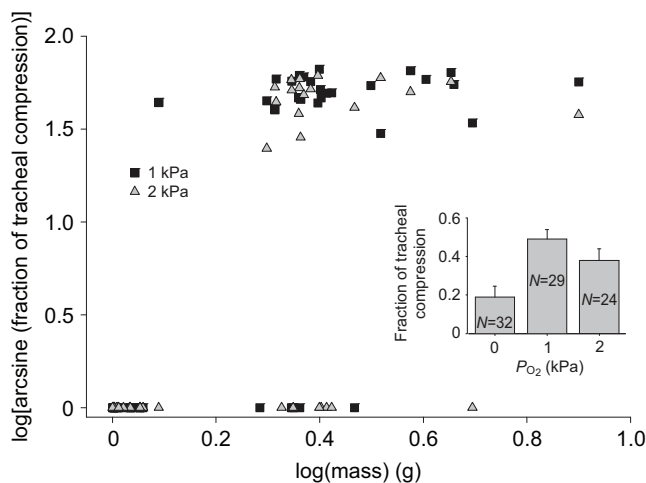 log[arcsine (fraction of tracheal compression)]
2.0
1.5
1.0
0.5
0
1 kPa
2 kPa
Fraction of tracheal
compression
0.6
0.4
0.2
0
N=32
N=29
N=24
0 1 2
PO2 (kPa)
0 0.2 0.4 0.6 0.8 1.0
log(mass) (g)